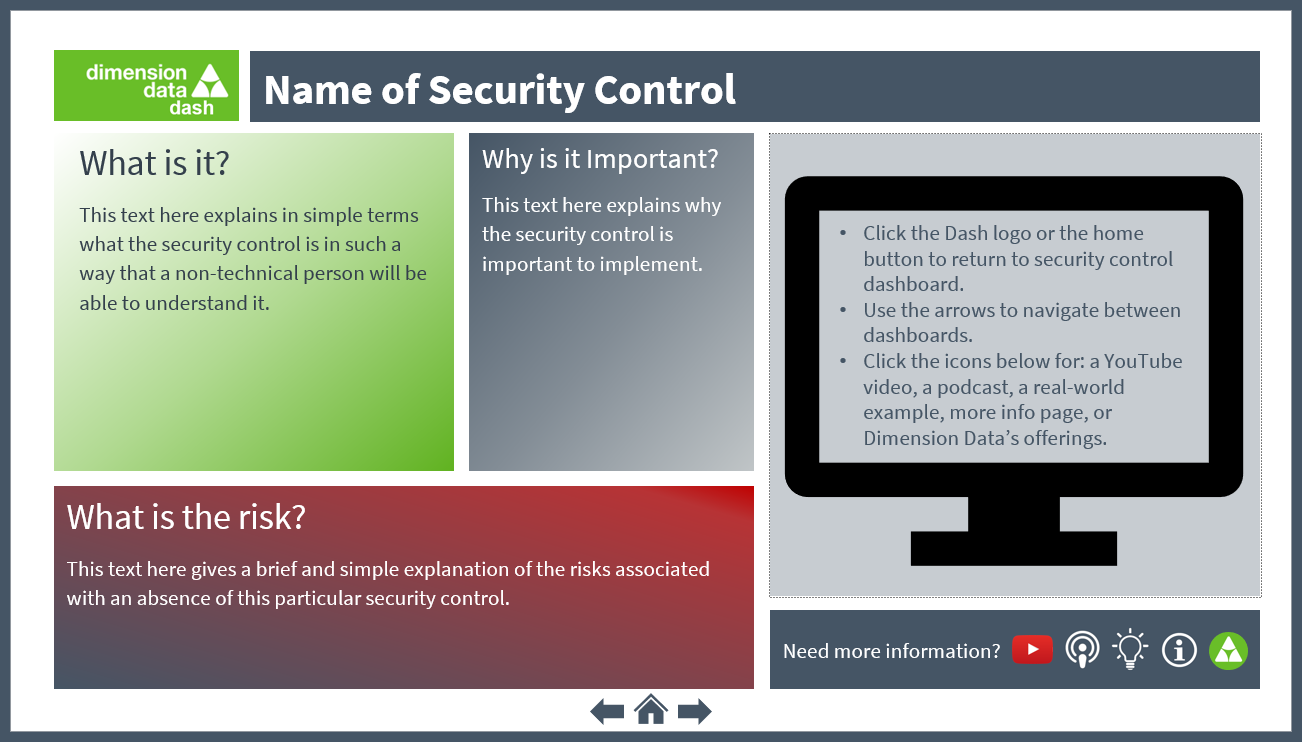 dimension
data
dash
Name of Security Control
What is it?
This text here explains in simple terms
what the security control is in such a
way that a non-technical person will be
able to understand it.
Why is it Important?
This text here explains why
the security control is
important to implement.
• Click the Dash logo or the home
button to return to security control
dashboard.
• Use the arrows to navigate between
dashboards.
• Click the icons below for: a YouTube
video, a podcast, a real-world
example, more info page, or
Dimension Data’s offerings.
What is the risk?
This text here gives a brief and simple explanation of the risks associated
with an absence of this particular security control.
Need more information?